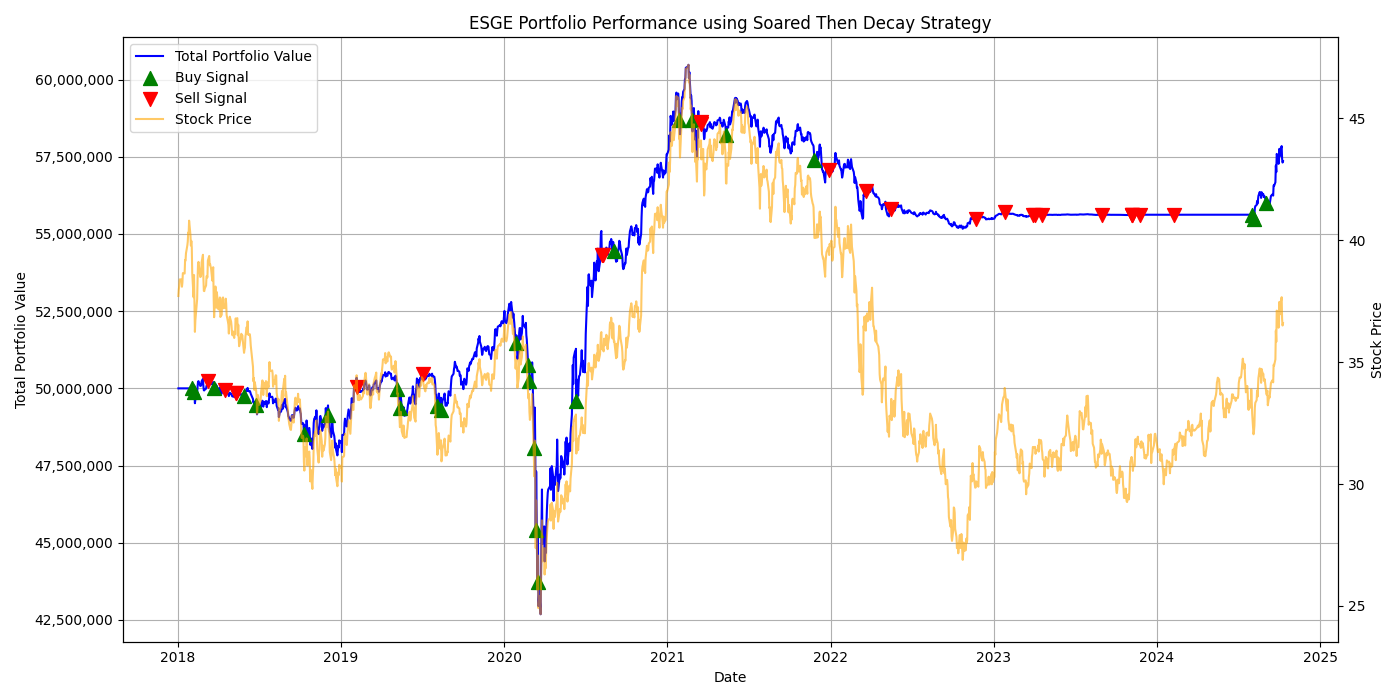 ESGE Portfolio Performance using Soared Then Decay Strategy
Total Portfolio Value
Buy Signal
Sell Signal
Stock Price
60,000,000
57,500,000
55,000,000
52,500,000
50,000,000
47,500,000
45,000,000
42,500,000
Total Portfolio Value
45
40
35
30
25
Stock Price
2018 2019 2020 2021 2022 2023 2024 2025
Date